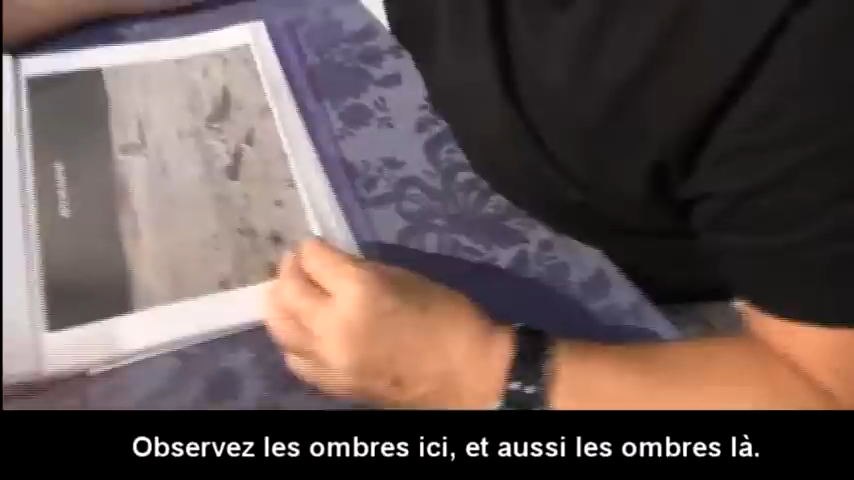 Observez les ombres ici, et aussi les ombres là.